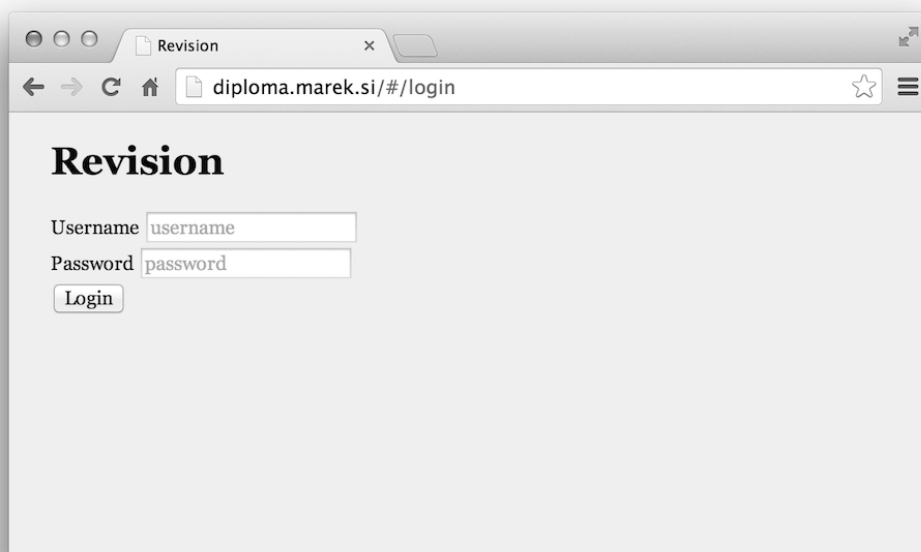 Revision
diploma.marek.si/#/login
Revision
Username username
Password password
Login